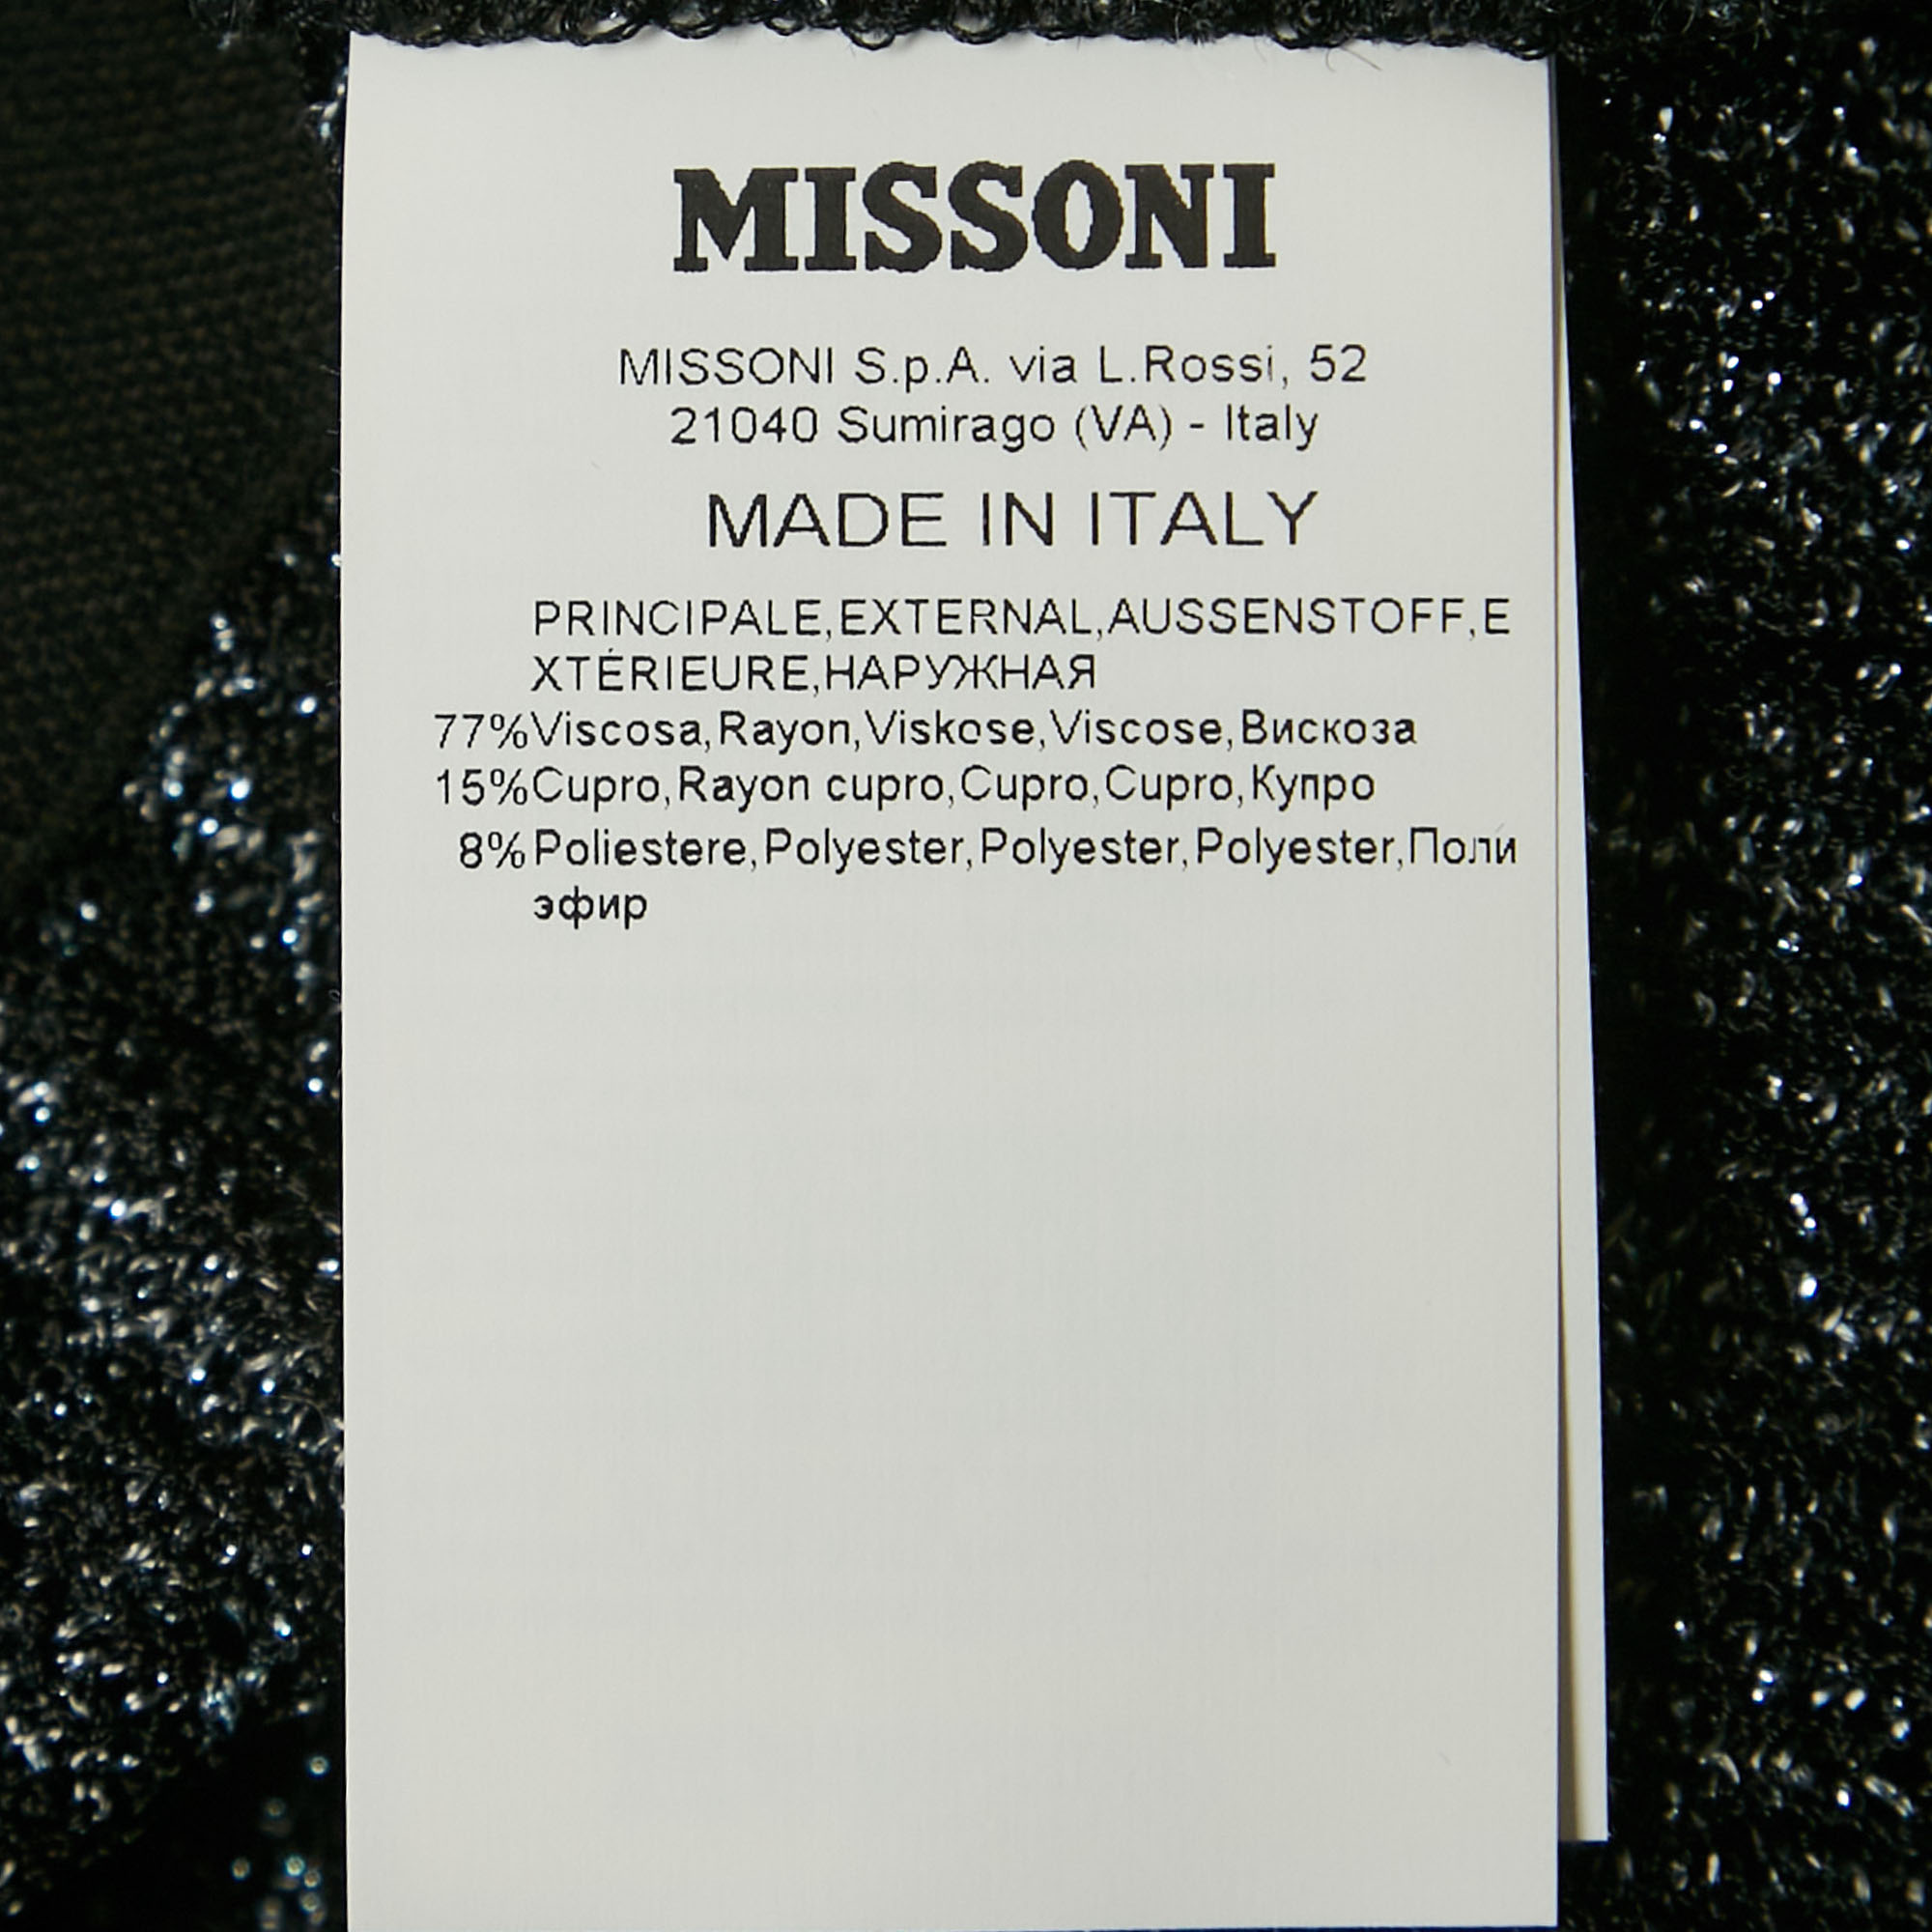 MISSONI
MISSONI S.p.A. via L.Rossi, 52
21040 Sumirago (VA) - Italy
MADE IN ITALY
PRINCIPALE,EXTERNAL,AUSSENSTOFF,E
XTÉRIEURE,НАРУЖНАЯ
77%Viscosa,Rayon,Viskose,Viscose,Вискоза
15%Cupro,Rayon cupro,Cupro,Cupro,Купро
8%Poliestere,Polyester,Polyester,Polyester,Поли
эфир